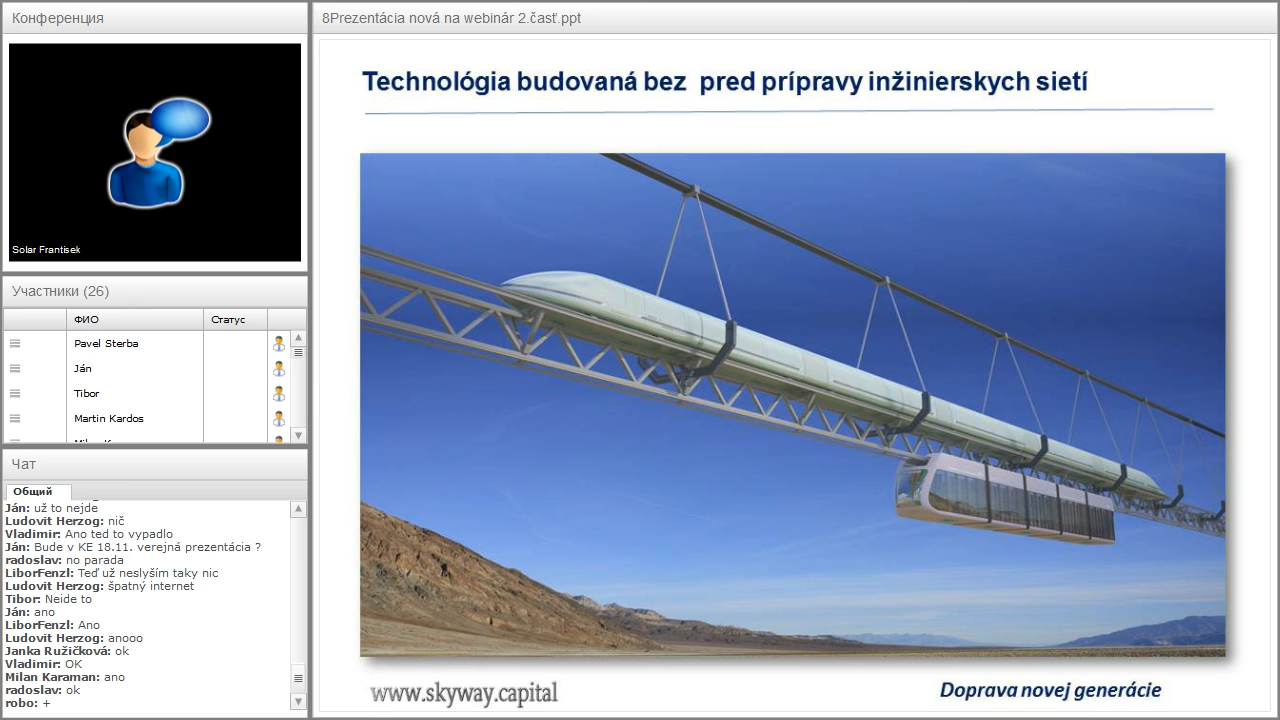 Конференция
Solar Frantisek
Участники (26)
ФИО Статус
Pavel Sterba
Ján
Tibor
Martin Kardos
Чат
Общий
Ján: už to nejde
Ludovit Herzog: nič
Vladimir: Ano ted to vypadlo
Ján: Bude v KE 18.11. verejná prezentácia ?
radoslav: no parada
LiborFenzl: Teď už neslyším taky nic
Ludovit Herzog: špatný internet
Tibor: Neide to
Ján: ano
LiborFenzl: Ano
Ludovit Herzog: anooo
Janka Ružičková: ok
Vladimir: OK
Milan Karaman: ano
radoslav: ok
robo: +
8Prezentácia nová na webinár 2.časť.ppt
Technológia budovaná bez pred prípravy inžinierskych sietí
www.skyway.capital
Doprava novej generácie